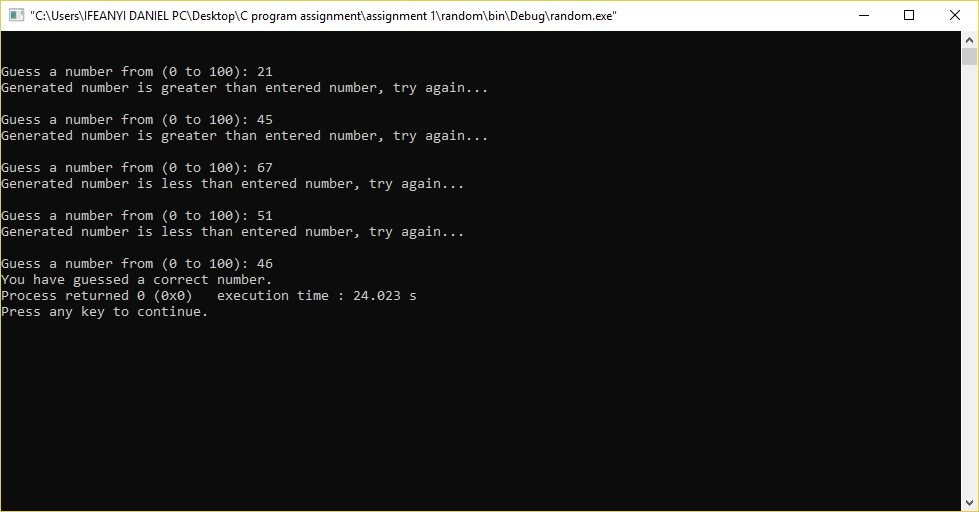 "C:\Users\IFEANYI DANIEL PC\Desktop\C program assignment\assignment 1\random\bin\Debug\random.exe"
Guess a number from (0 to 100): 21
Generated number is greater than entered number, try again...
Guess a number from (0 to 100): 45
Generated number is greater than entered number, try again...
Guess a number from (0 to 100): 67
Generated number is less than entered number, try again...
Guess a number from (0 to 100): 51
Generated number is less than entered number, try again...
Guess a number from (0 to 100): 46
You have guessed a correct number.
Process returned 0 (0x0)   execution time : 24.023 s
Press any key to continue.